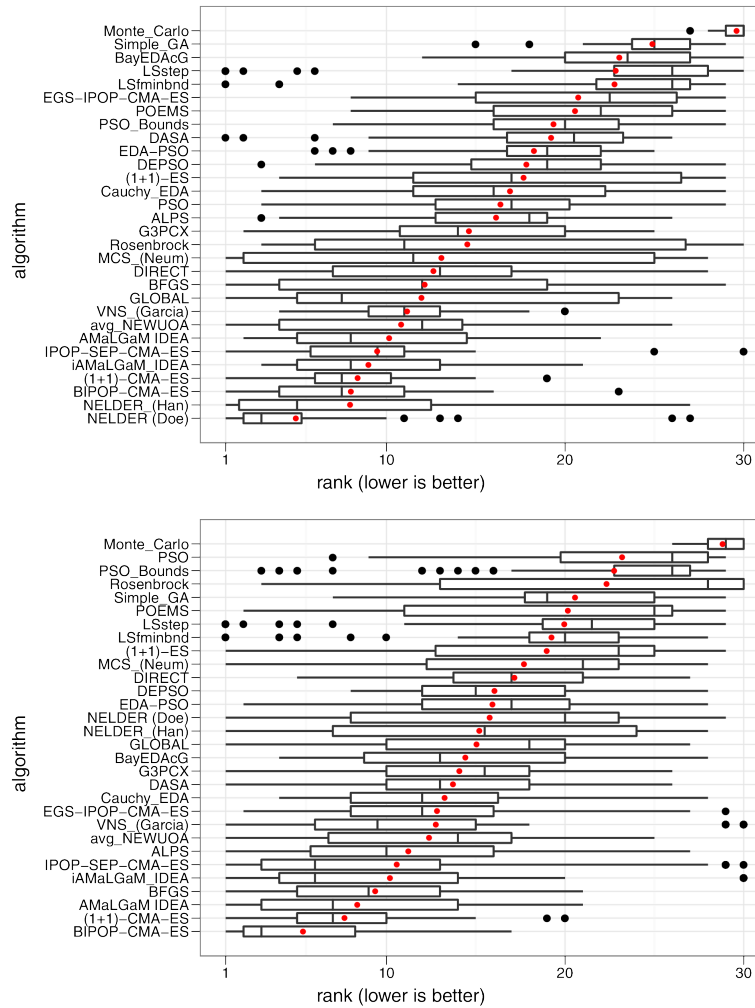 Monte_Carlo
Simple_GA
BayEDAcG
LSstep
LSfminbnd
EGS−IPOP−CMA−ES
POEMS
PSO_Bounds
DASA
EDA−PSO
DEPSO
(1+1)−ES
Cauchy_EDA
PSO
ALPS
G3PCX
Rosenbrock
MCS_(Neum)
DIRECT
BFGS
GLOBAL
VNS_(Garcia)
avg_NEWUOA
AMaLGaM IDEA
IPOP−SEP−CMA−ES
iAMaLGaM_IDEA
(1+1)−CMA−ES
BIPOP−CMA−ES
NELDER_(Han)
NELDER (Doe)
algorithm
1 10 20 30
rank (lower is better)
Monte_Carlo
PSO
PSO_Bounds
Rosenbrock
Simple_GA
POEMS
LSstep
LSfminbnd
(1+1)−ES
MCS_(Neum)
DIRECT
DEPSO
EDA−PSO
NELDER (Doe)
NELDER_(Han)
GLOBAL
BayEDAcG
G3PCX
DASA
Cauchy_EDA
EGS−IPOP−CMA−ES
VNS_(Garcia)
avg_NEWUOA
ALPS
IPOP−SEP−CMA−ES
iAMaLGaM_IDEA
BFGS
AMaLGaM IDEA
(1+1)−CMA−ES
BIPOP−CMA−ES
algorithm
1 10 20 30
rank (lower is better)